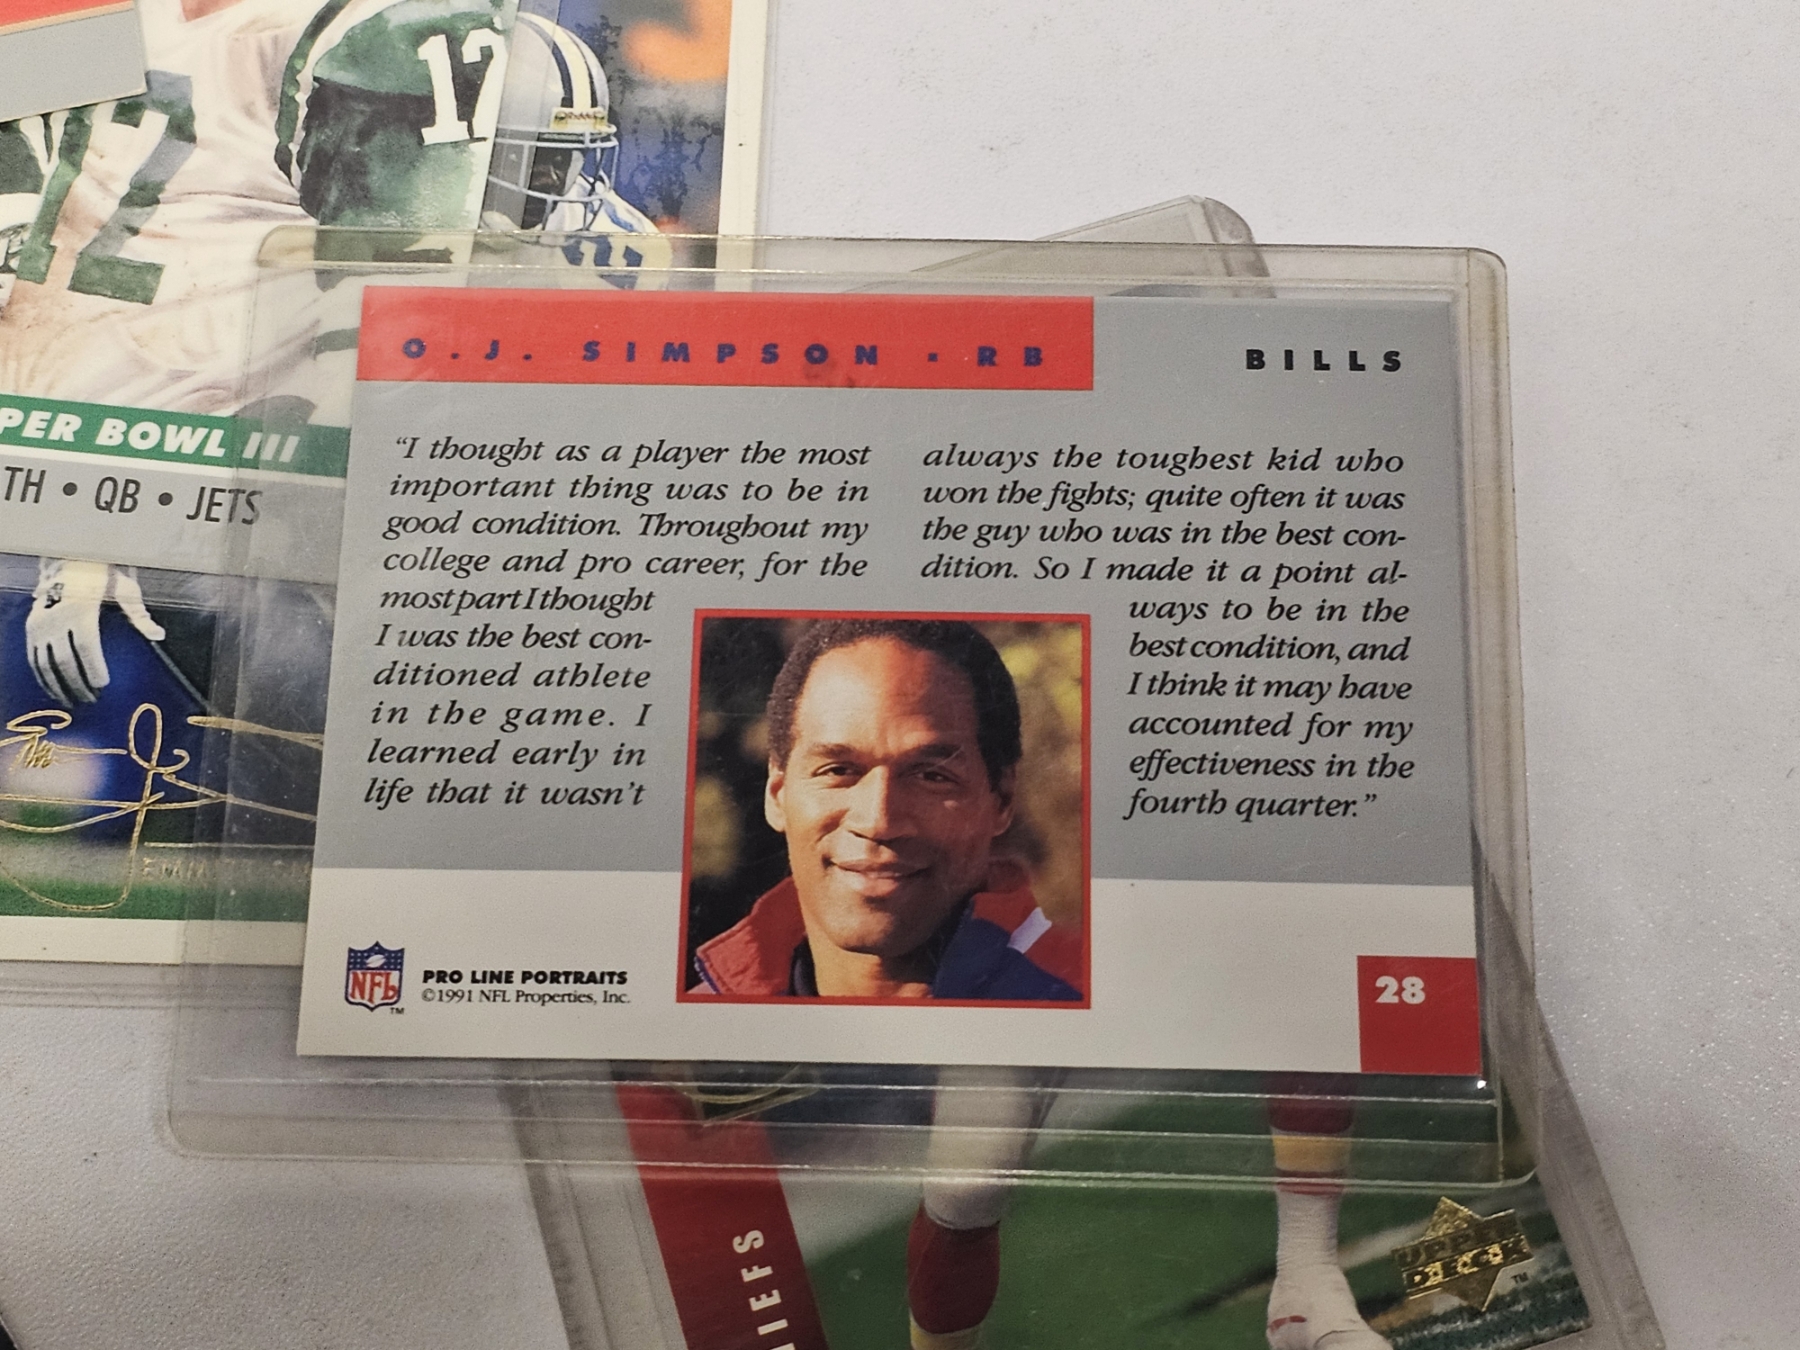 12
12
PER BOWL III
TH • QB • JETS
O.J. SIMPSON ▪ RB
BILLS
“I thought as a player the most
important thing was to be in
good condition. Throughout my
college and pro career, for the
most part I thought
I was the best con-
ditioned athlete
in the game. I
learned early in
life that it wasn’t
always the toughest kid who
won the fights; quite often it was
the guy who was in the best con-
dition. So I made it a point al-
ways to be in the
best condition, and
I think it may have
accounted for my
effectiveness in the
fourth quarter.”
NFL
TM
PRO LINE PORTRAITS
©1991 NFL Properties, Inc.
28
HIEFS
UPPER
DECK
TM